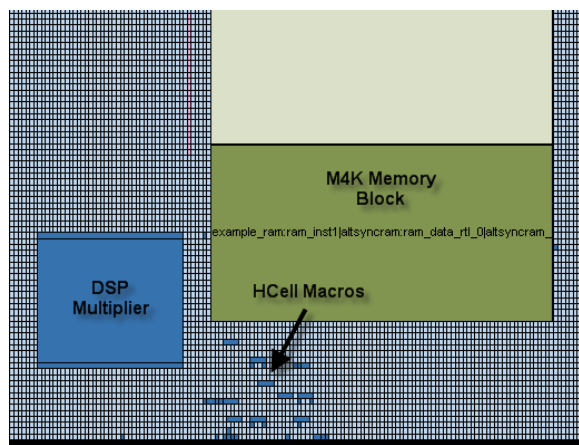 M4K Memory
Block
example_ram:ram_inst1|altsyncram:ram_data_rtl_0|altsyncram_
DSP
Multiplier
HCell Macros